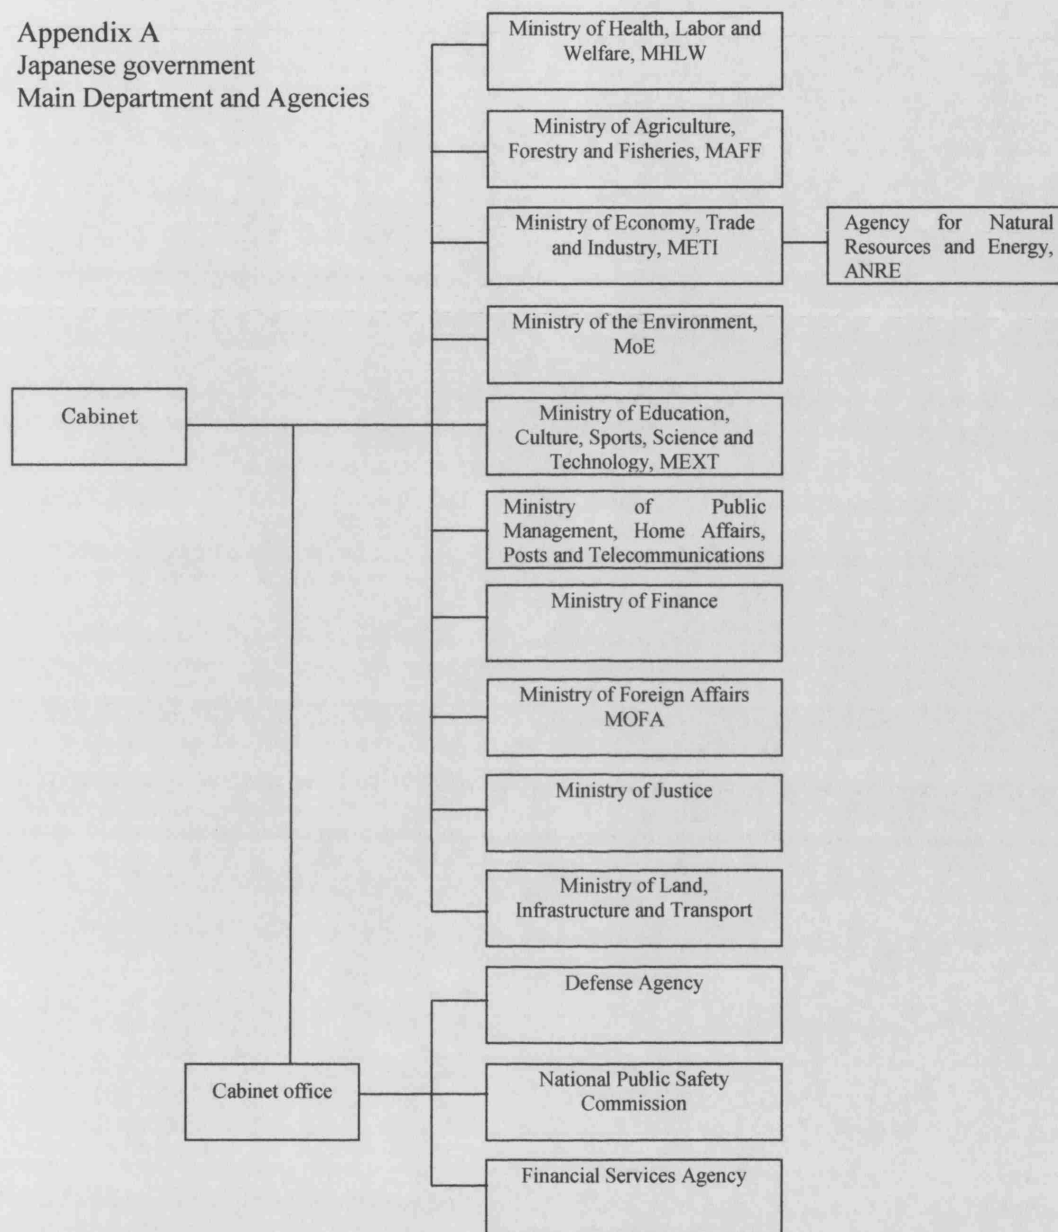 Appendix A
Japanese government
Main Department and Agencies
Ministry of Health, Labor and
Welfare, MHLW
Ministry of Agriculture,
Forestry and Fisheries, MAFF
Ministry of Economy, Trade
and Industry, METI
Agency for Natural
Resources and Energy,
ANRE
Ministry of the Environment,
MoE
Cabinet
Ministry of Education,
Culture, Sports, Science and
Technology, MEXT
Ministry of Public
Management, Home Affairs,
Posts and Telecommunications
Ministry of Finance
Ministry of Foreign Affairs
MOFA
Ministry of Justice
Ministry of Land,
Infrastructure and Transport
Defense Agency
Cabinet office
National Public Safety
Commission
Financial Services Agency